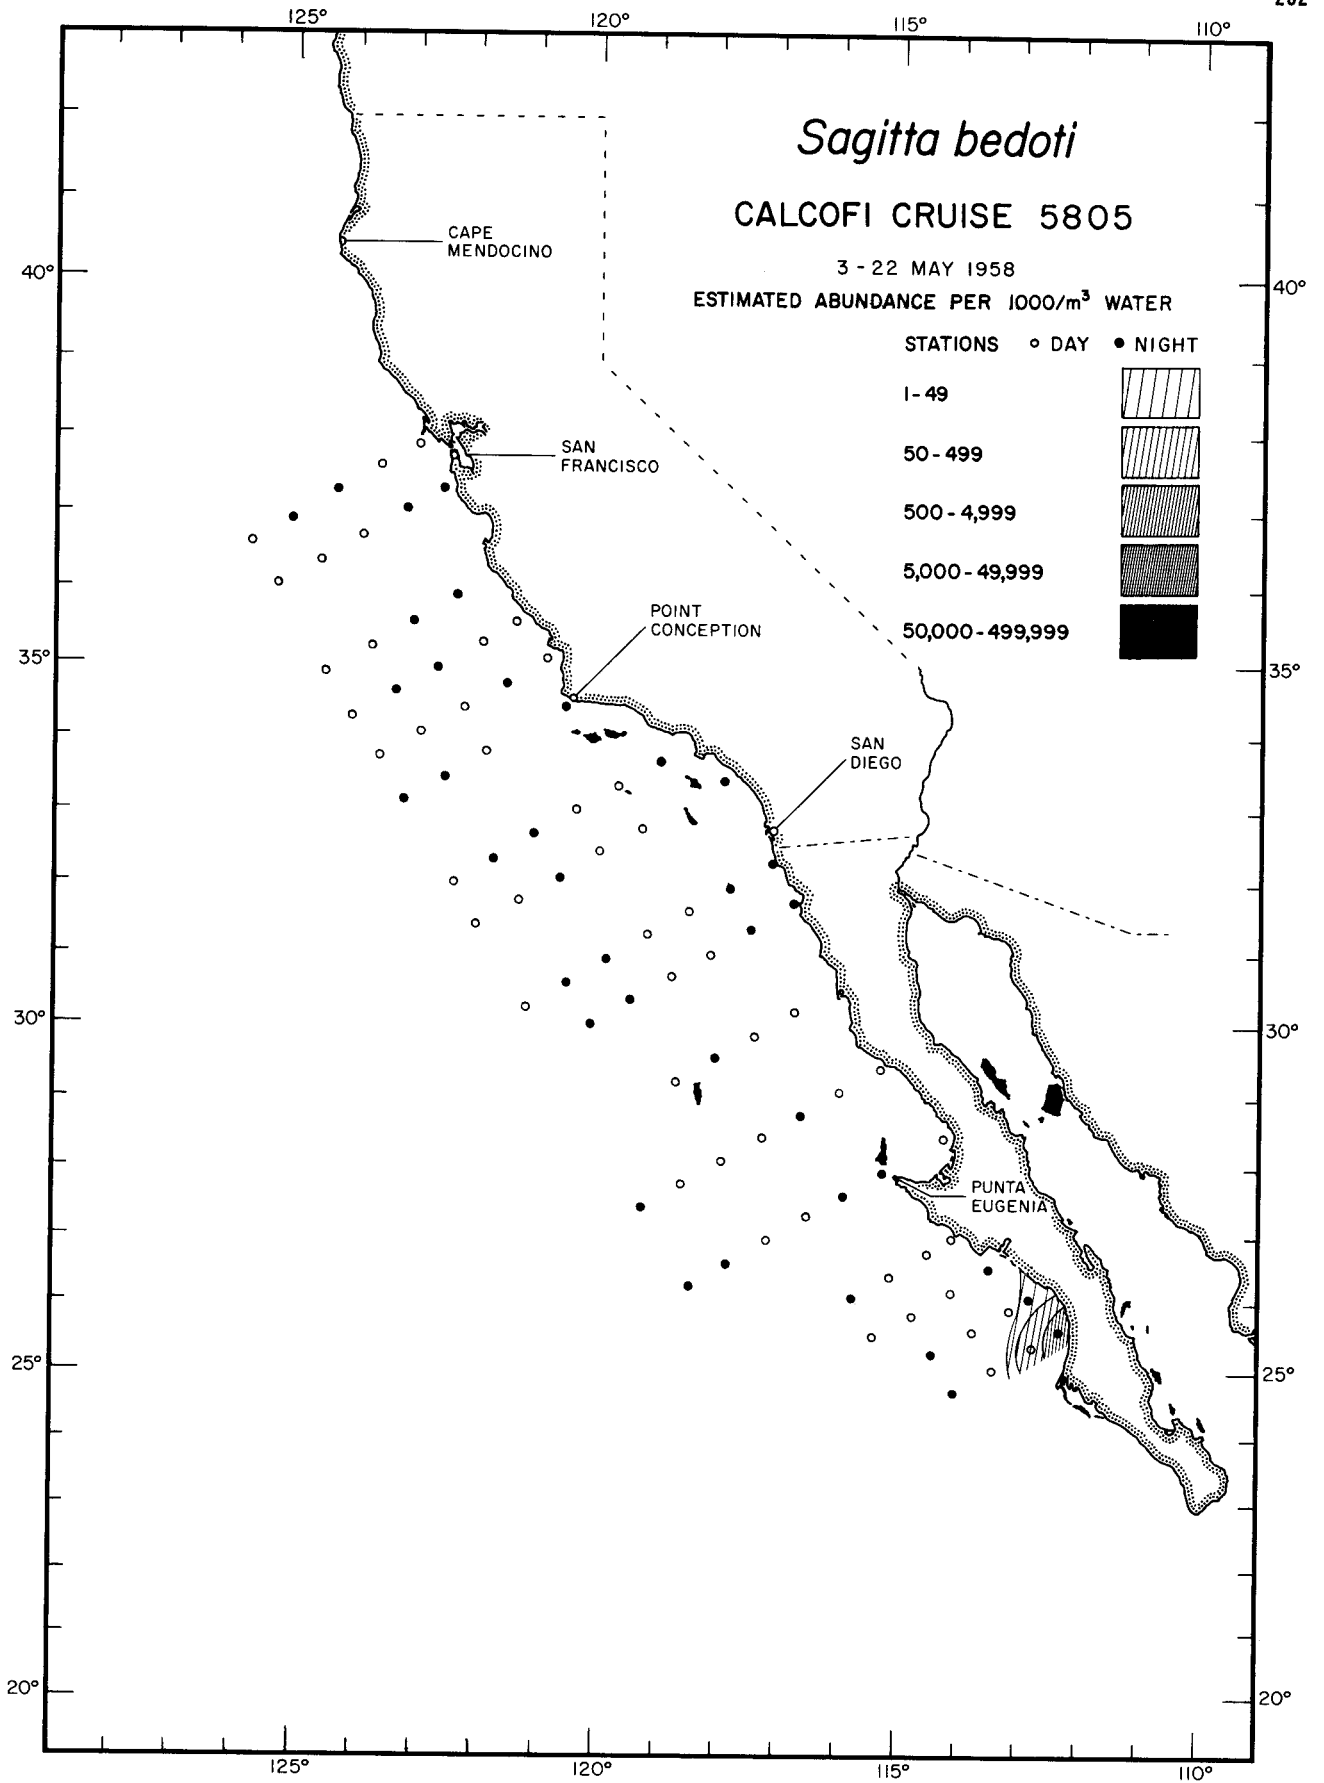 125° 120° 115° 110°
Sagitta bedoti
CALCOFI CRUISE 5805
3-22 MAY 1958
ESTIMATED ABUNDANCE PER 1000/m³ WATER
STATIONS DAY NIGHT
1-49
50-499
500-4,999
5,000-49,999
50,000-499,999
CAPE
MENDOCINO
40° 40°
SAN
FRANCISCO
POINT
CONCEPTION
35° 35°
SAN
DIEGO
30° 30°
PUNTA
EUGENIA
25° 25°
20° 20°
125° 120° 115° 110°